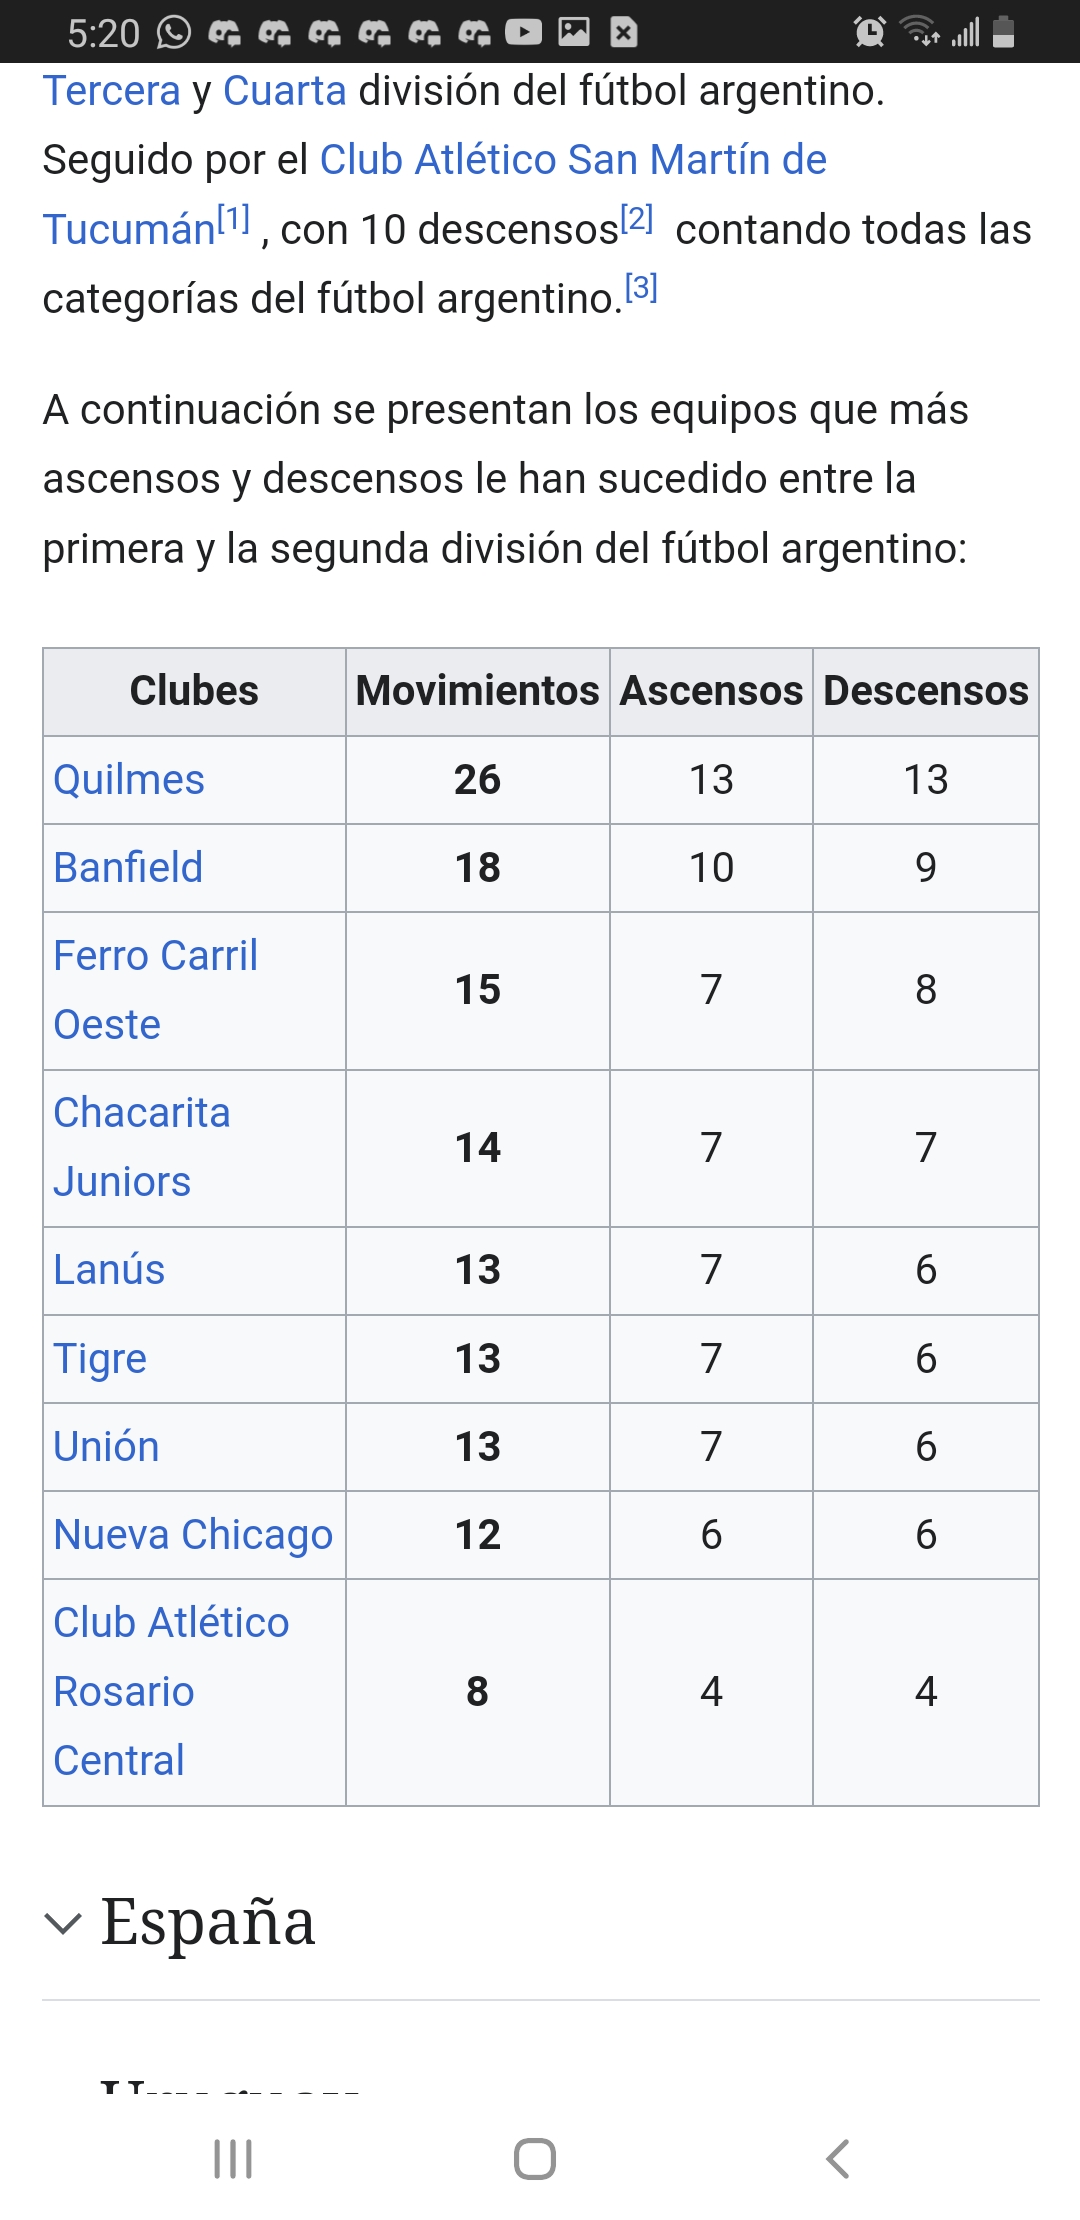 5:20
Tercera y Cuarta división del fútbol argentino.
Seguido por el Club Atlético San Martín de
Tucumán[1] , con 10 descensos[2] contando todas las
categorías del fútbol argentino.[3]
A continuación se presentan los equipos que más
ascensos y descensos le han sucedido entre la
primera y la segunda división del fútbol argentino:
Clubes Movimientos Ascensos Descensos
Quilmes 26 13 13
Banfield 18 10 9
Ferro Carril
Oeste 15 7 8
Chacarita
Juniors 14 7 7
Lanús 13 7 6
Tigre 13 7 6
Unión 13 7 6
Nueva Chicago 12 6 6
Club Atlético
Rosario 8 4 4
Central
España